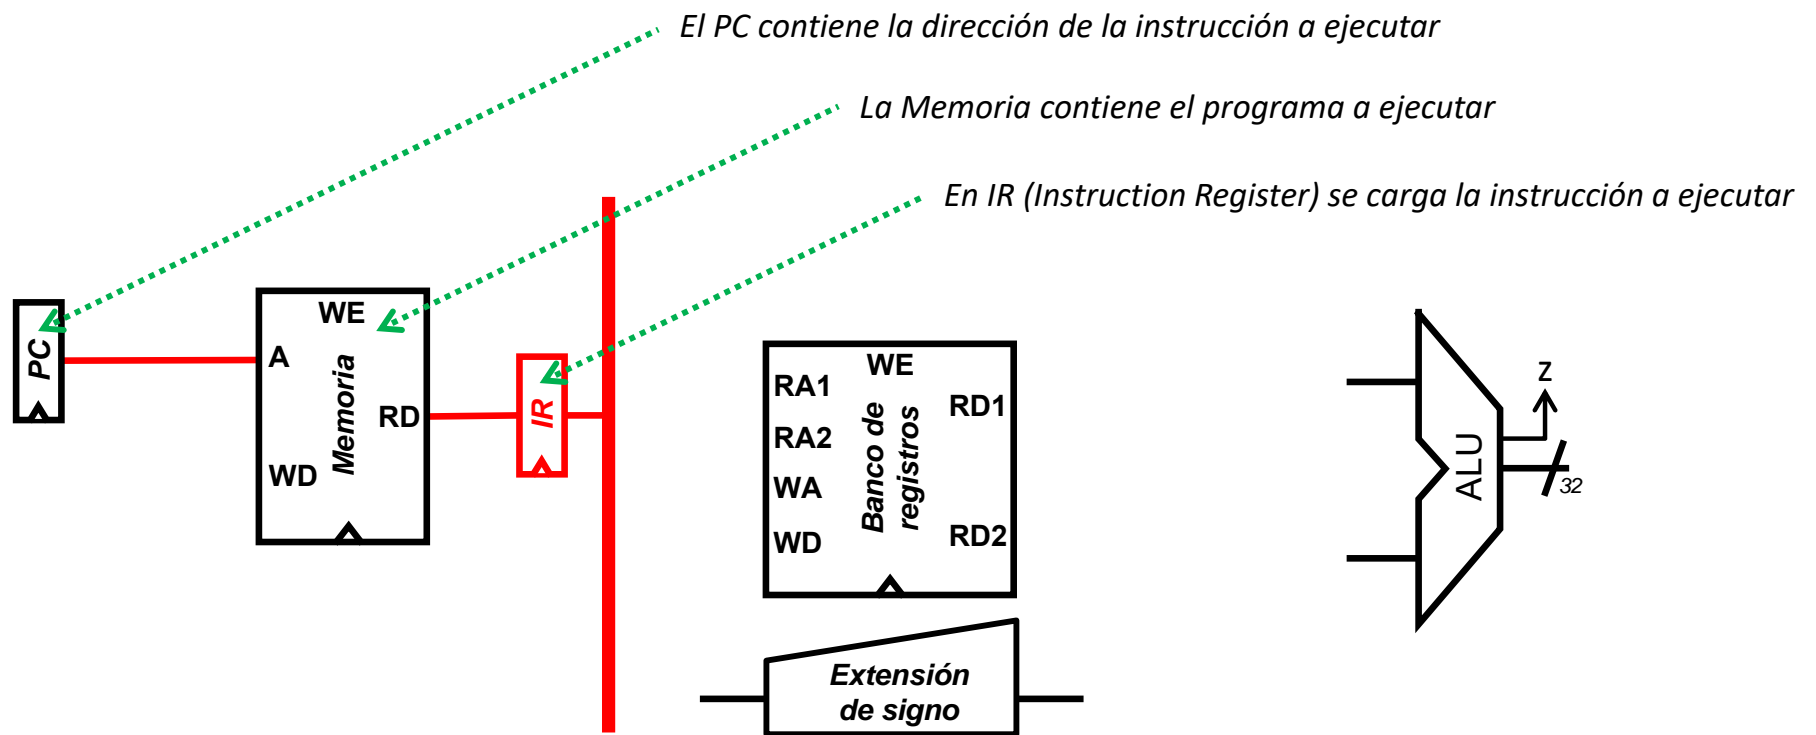 El PC contiene la dirección de la instrucción a ejecutar
La Memoria contiene el programa a ejecutar
En IR (Instruction Register) se carga la instrucción a ejecutar
PC
WE
A
RD
WD
Memoria
IR
WE
RA1
RA2
WA
WD
RD1
RD2
Banco de
registros
Extensión
de signo
Z
ALU
32